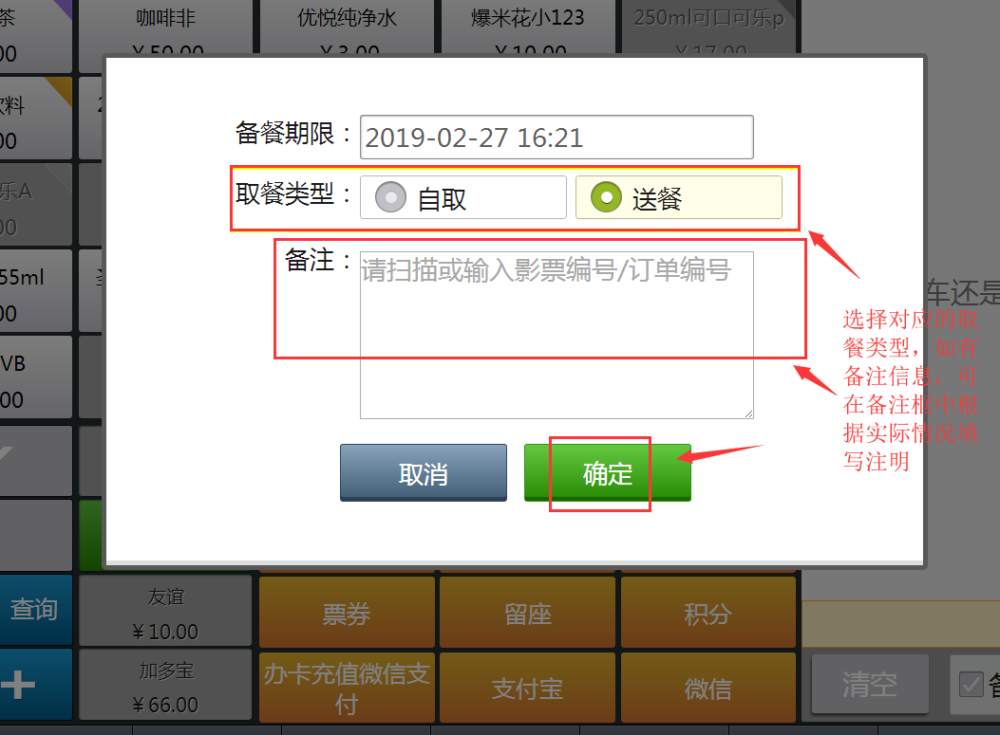 茶
咖啡非
优悦纯净水
爆米花小123
250ml可口可乐p
00
¥ 50.00
¥ 3.00
¥ 10.00
¥ 17.00
饮料
00
乐A
00
55ml
00
VB
00
备餐期限：
2019-02-27 16:21
取餐类型：
自取
送餐
备注：
请扫描或输入影票编号/订单编号
取消
确定
车还是
选择对应的取
餐类型，如有
备注信息，可
在备注框中根
据实际情况填
写注明
查询
友谊
¥ 10.00
票券
留座
积分
加多宝
¥ 66.00
办卡充值微信支
付
支付宝
微信
清空
备